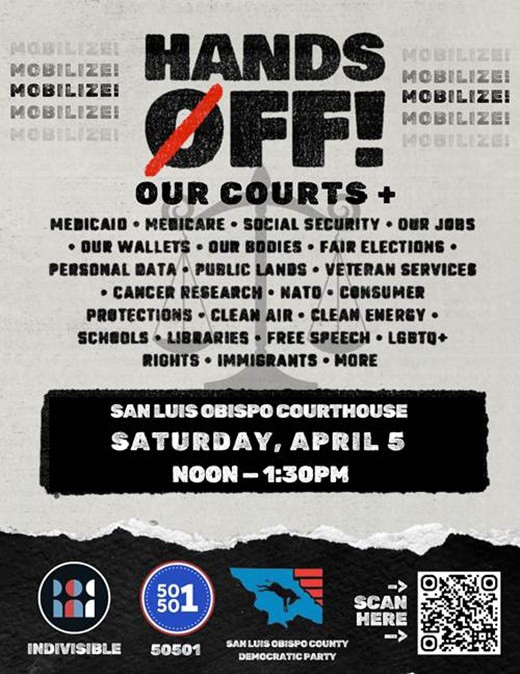 HANDS
OFF!
MOBILIZE!
MOBILIZE!
MOBILIZE!
MOBILIZE!
MOBILIZE!
MOBILIZE!
MOBILIZE!
MOBILIZE!
MOBILIZE!
MOBILIZE!
OUR COURTS +
MEDICAID • MEDICARE • SOCIAL SECURITY • OUR JOBS
• OUR WALLETS • OUR BODIES • FAIR ELECTIONS •
PERSONAL DATA • PUBLIC LANDS • VETERAN SERVICES
• CANCER RESEARCH • NATO • CONSUMER
PROTECTIONS • CLEAN AIR • CLEAN ENERGY •
SCHOOLS • LIBRARIES • FREE SPEECH • LGBTQ+
RIGHTS • IMMIGRANTS • MORE
SAN LUIS OBISPO COURTHOUSE
SATURDAY, APRIL 5
NOON – 1:30PM
INDIVISIBLE
50
50 1
50501
SAN LUIS OBISPO COUNTY
DEMOCRATIC PARTY
-->
SCAN
HERE
-->